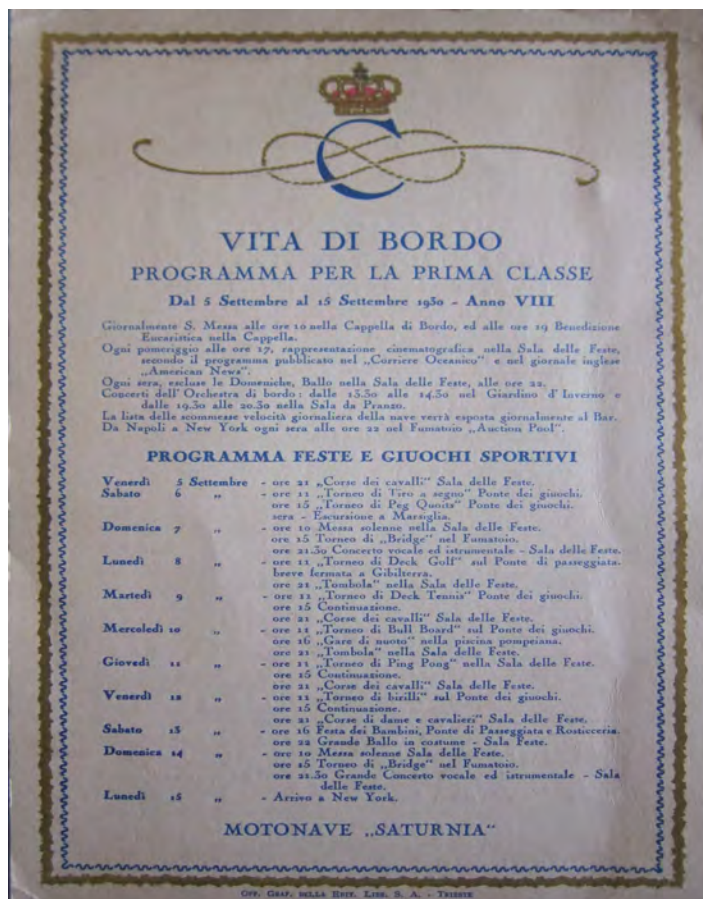 C
VITA DI BORDO
PROGRAMMA PER LA PRIMA CLASSE
Dal 5 Settembre al 15 Settembre 1930 - Anno VIII
Giornalmente S. Messa alle ore 10 nella Cappella di Bordo, ed alle ore 19 Benedizione
Eucaristica nella Cappella.
Ogni pomeriggio alle ore 17, rappresentazione cinematografica nella Sala delle Feste,
secondo il programma pubblicato nel „Corriere Oceanico" e nel giornale inglese
„American News".
Ogni sera, escluse le Domeniche, Ballo nella Sala delle Feste, alle ore 22.
Concerti dell' Orchestra di bordo: dalle 13.30 alle 14.30 nel Giardino d' Inverno e
dalle 19.30 alle 20.30 nella Sala da Pranzo.
La lista delle scommesse velocità giornaliera della nave verrà esposta giornalmente al Bar.
Da Napoli a New York ogni sera alle ore 22 nel Fumatoio „Auction Pool".
PROGRAMMA FESTE E GIUOCHI SPORTIVI
Venerdì 5 Settembre - ore 21 „Corse dei cavalli" Sala delle Feste.
Sabato 6 „ - ore 11 „Torneo di Tiro a segno" Ponte dei giuochi.
ore 15 „Torneo di Peg Quoits" Ponte dei giuochi.
sera - Escursione a Marsiglia.
Domenica 7 „ - ore 10 Messa solenne nella Sala delle Feste.
ore 15 Torneo di „Bridge" nel Fumatoio.
ore 21.30 Concerto vocale ed istrumentale - Sala delle Feste.
Lunedì 8 „ - ore 11 „Torneo di Deck Golf" sul Ponte di passeggiata.
breve fermata a Gibilterra.
ore 21 „Tombola" nella Sala delle Feste.
Martedì 9 „ - ore 11 „Torneo di Deck Tennis" Ponte dei giuochi.
ore 15 Continuazione.
ore 21 „Corse dei cavalli" Sala delle Feste.
Mercoledì 10 „ - ore 11 „Torneo di Bull Board" sul Ponte dei giuochi.
ore 16 „Gare di nuoto" nella piscina pompeiana.
ore 21 „Tombola" nella Sala delle Feste.
Giovedì 11 „ - ore 11 „Torneo di Ping Pong" nella Sala delle Feste.
ore 15 Continuazione.
ore 21 „Corse dei cavalli" Sala delle Feste.
Venerdì 12 „ - ore 11 „Torneo di birilli" sul Ponte dei giuochi.
ore 15 Continuazione.
ore 21 „Corse di dame e cavalieri" Sala delle Feste.
Sabato 13 „ - ore 16 Festa dei Bambini, Ponte di Passeggiata e Rosticceria.
ore 22 Grande Ballo in costume - Sala Feste.
Domenica 14 „ - ore 10 Messa solenne Sala delle Feste.
ore 15 Torneo di „Bridge" nel Fumatoio.
ore 21.30 Grande Concerto vocale ed istrumentale - Sala
delle Feste.
Lunedì 15 „ - Arrivo a New York.
MOTONAVE „SATURNIA"
OFF. GRAF. DELLA EDIT. LIBR. S. A. - TRIESTE